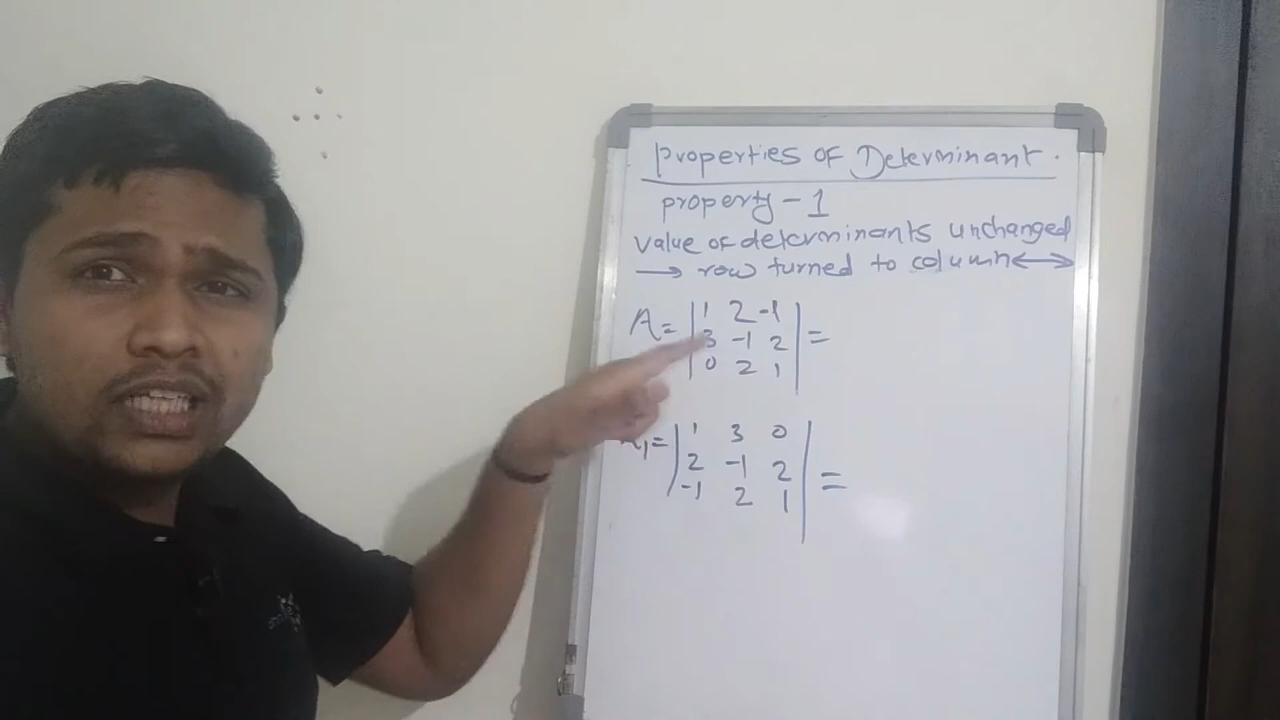 Properties of Determinant.
property - 1
value of determinants unchanged
→ row turned to column ↔
A = | 1 2 -1 | =
| 3 -1 2 |
| 0 2 1 |
1 = | 1 3 0 | =
| 2 -1 2 |
| -1 2 1 |